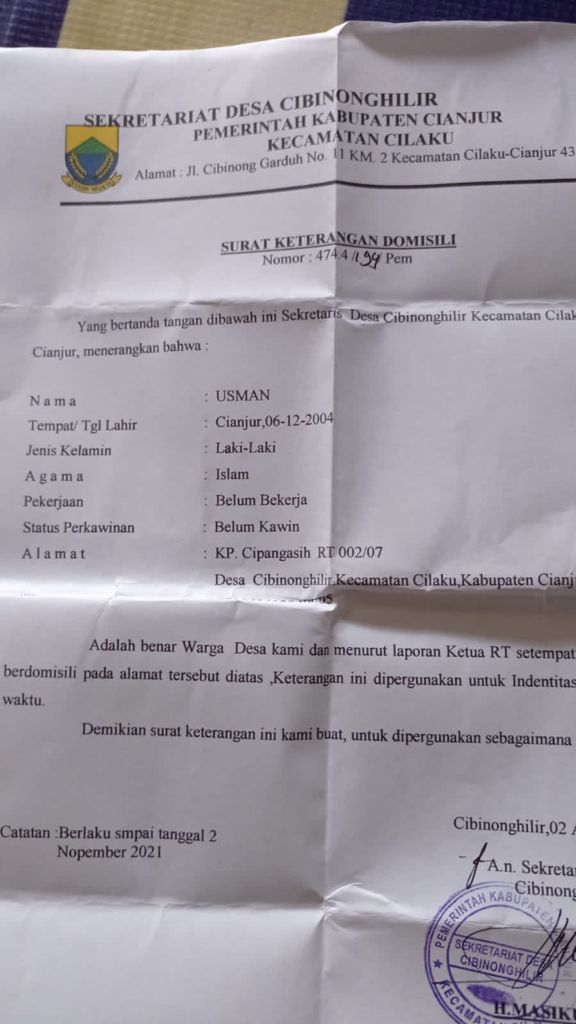 SEKRETARIAT DESA CIBINONGHILIR
PEMERINTAH KABUPATEN CIANJUR
KECAMATAN CILAKU
Alamat : Jl. Cibinong Garduh No. 11 KM. 2 Kecamatan Cilaku-Cianjur 43
SURAT KETERANGAN DOMISILI
Nomor : 474.4/194/ Pem
Yang bertanda tangan dibawah ini Sekretaris Desa Cibinonghilir Kecamatan Cilak
Cianjur, menerangkan bahwa :
N a m a : USMAN
Tempat/ Tgl Lahir : Cianjur,06-12-2004
Jenis Kelamin : Laki-Laki
A g a m a : Islam
Pekerjaan : Belum Bekerja
Status Perkawinan : Belum Kawin
A l a m a t : KP. Cipangasih RT 002/07
Desa Cibinonghilir,Kecamatan Cilaku,Kabupaten Cianj
Adalah benar Warga Desa kami dan menurut laporan Ketua RT setempat
berdomisili pada alamat tersebut diatas ,Keterangan ini dipergunakan untuk Indentitas
waktu.
Demikian surat keterangan ini kami buat, untuk dipergunakan sebagaimana
Cibinonghilir,02 A
Catatan :Berlaku smpai tanggal 2
Nopember 2021
A.n. Sekreta
Cibinong
PEMERINTAH KABUPATEN
SEKRETARIAT DESA
CIBINONGHILIR
KECAMAT
H.MASIKU